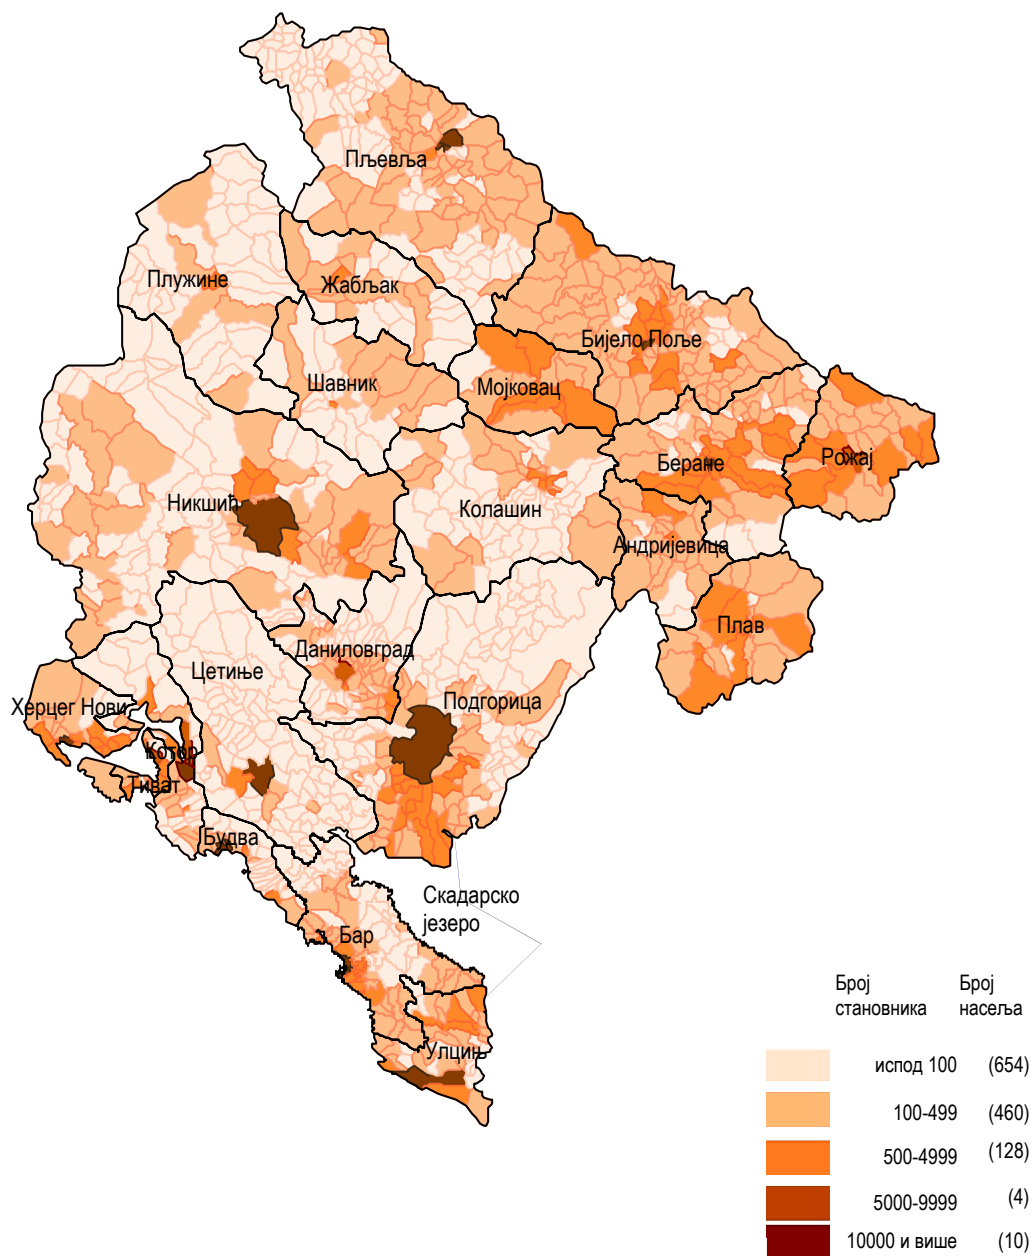 Пљевља
Плужине
Жабљак
Бијело Поље
Шавник
Мојковац
Беране
Рожај
Никшић
Колашин
Андријевица
Плав
Даниловград
Цетиње
Подгорица
Херцег Нови
Котор
Тиват
Будва
Скадарско
језеро
Бар
Улцињ
Број становника
Број насеља
испод 100 (654)
100-499 (460)
500-4999 (128)
5000-9999 (4)
10000 и више (10)